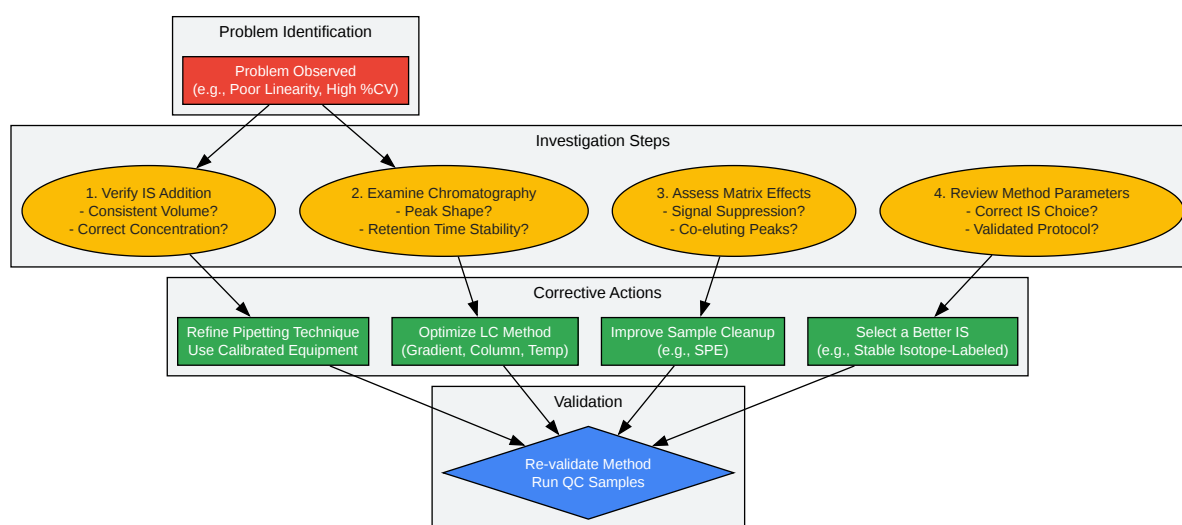 Problem Identification
Problem Observed
(e.g., Poor Linearity, High %CV)
Investigation Steps
1. Verify IS Addition
- Consistent Volume?
- Correct Concentration?
2. Examine Chromatography
- Peak Shape?
- Retention Time Stability?
3. Assess Matrix Effects
- Signal Suppression?
- Co-eluting Peaks?
4. Review Method Parameters
- Correct IS Choice?
- Validated Protocol?
Corrective Actions
Refine Pipetting Technique
Use Calibrated Equipment
Optimize LC Method
(Gradient, Column, Temp)
Improve Sample Cleanup
(e.g., SPE)
Select a Better IS
(e.g., Stable Isotope-Labeled)
Validation
Re-validate Method
Run QC Samples